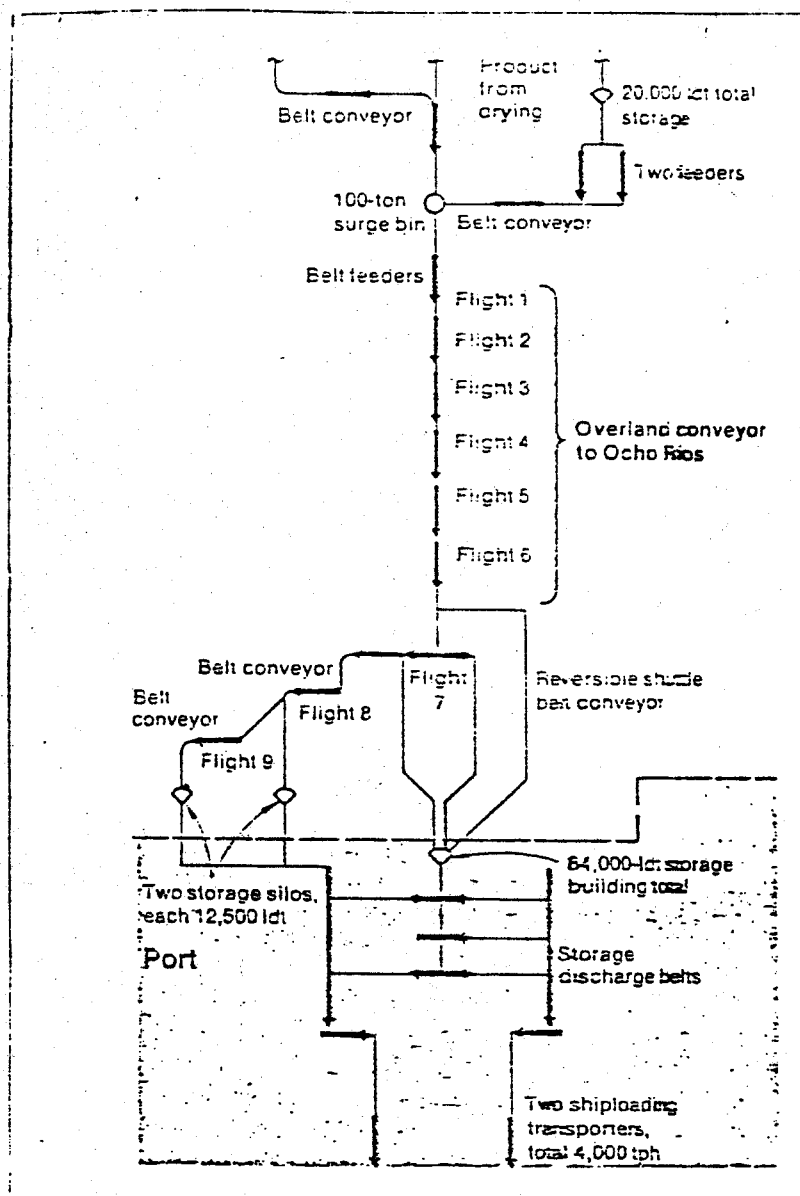 Product
from
drying
20,000 ldt total
storage
Belt conveyor
Two feeders
100-ton
surge bin
Belt conveyor
Belt feeders
Flight 1
Flight 2
Flight 3
Flight 4
Overland conveyor
to Ocho Rios
Flight 5
Flight 6
Belt conveyor
Flight
7
Reversible shuttle
belt conveyor
Belt
conveyor
Flight 8
Flight 9
Two storage silos,
each 12,500 ldt
64,000-ldt storage
building total
Port
Storage
discharge belts
Two shiploading
transporters,
total 4,000 tph